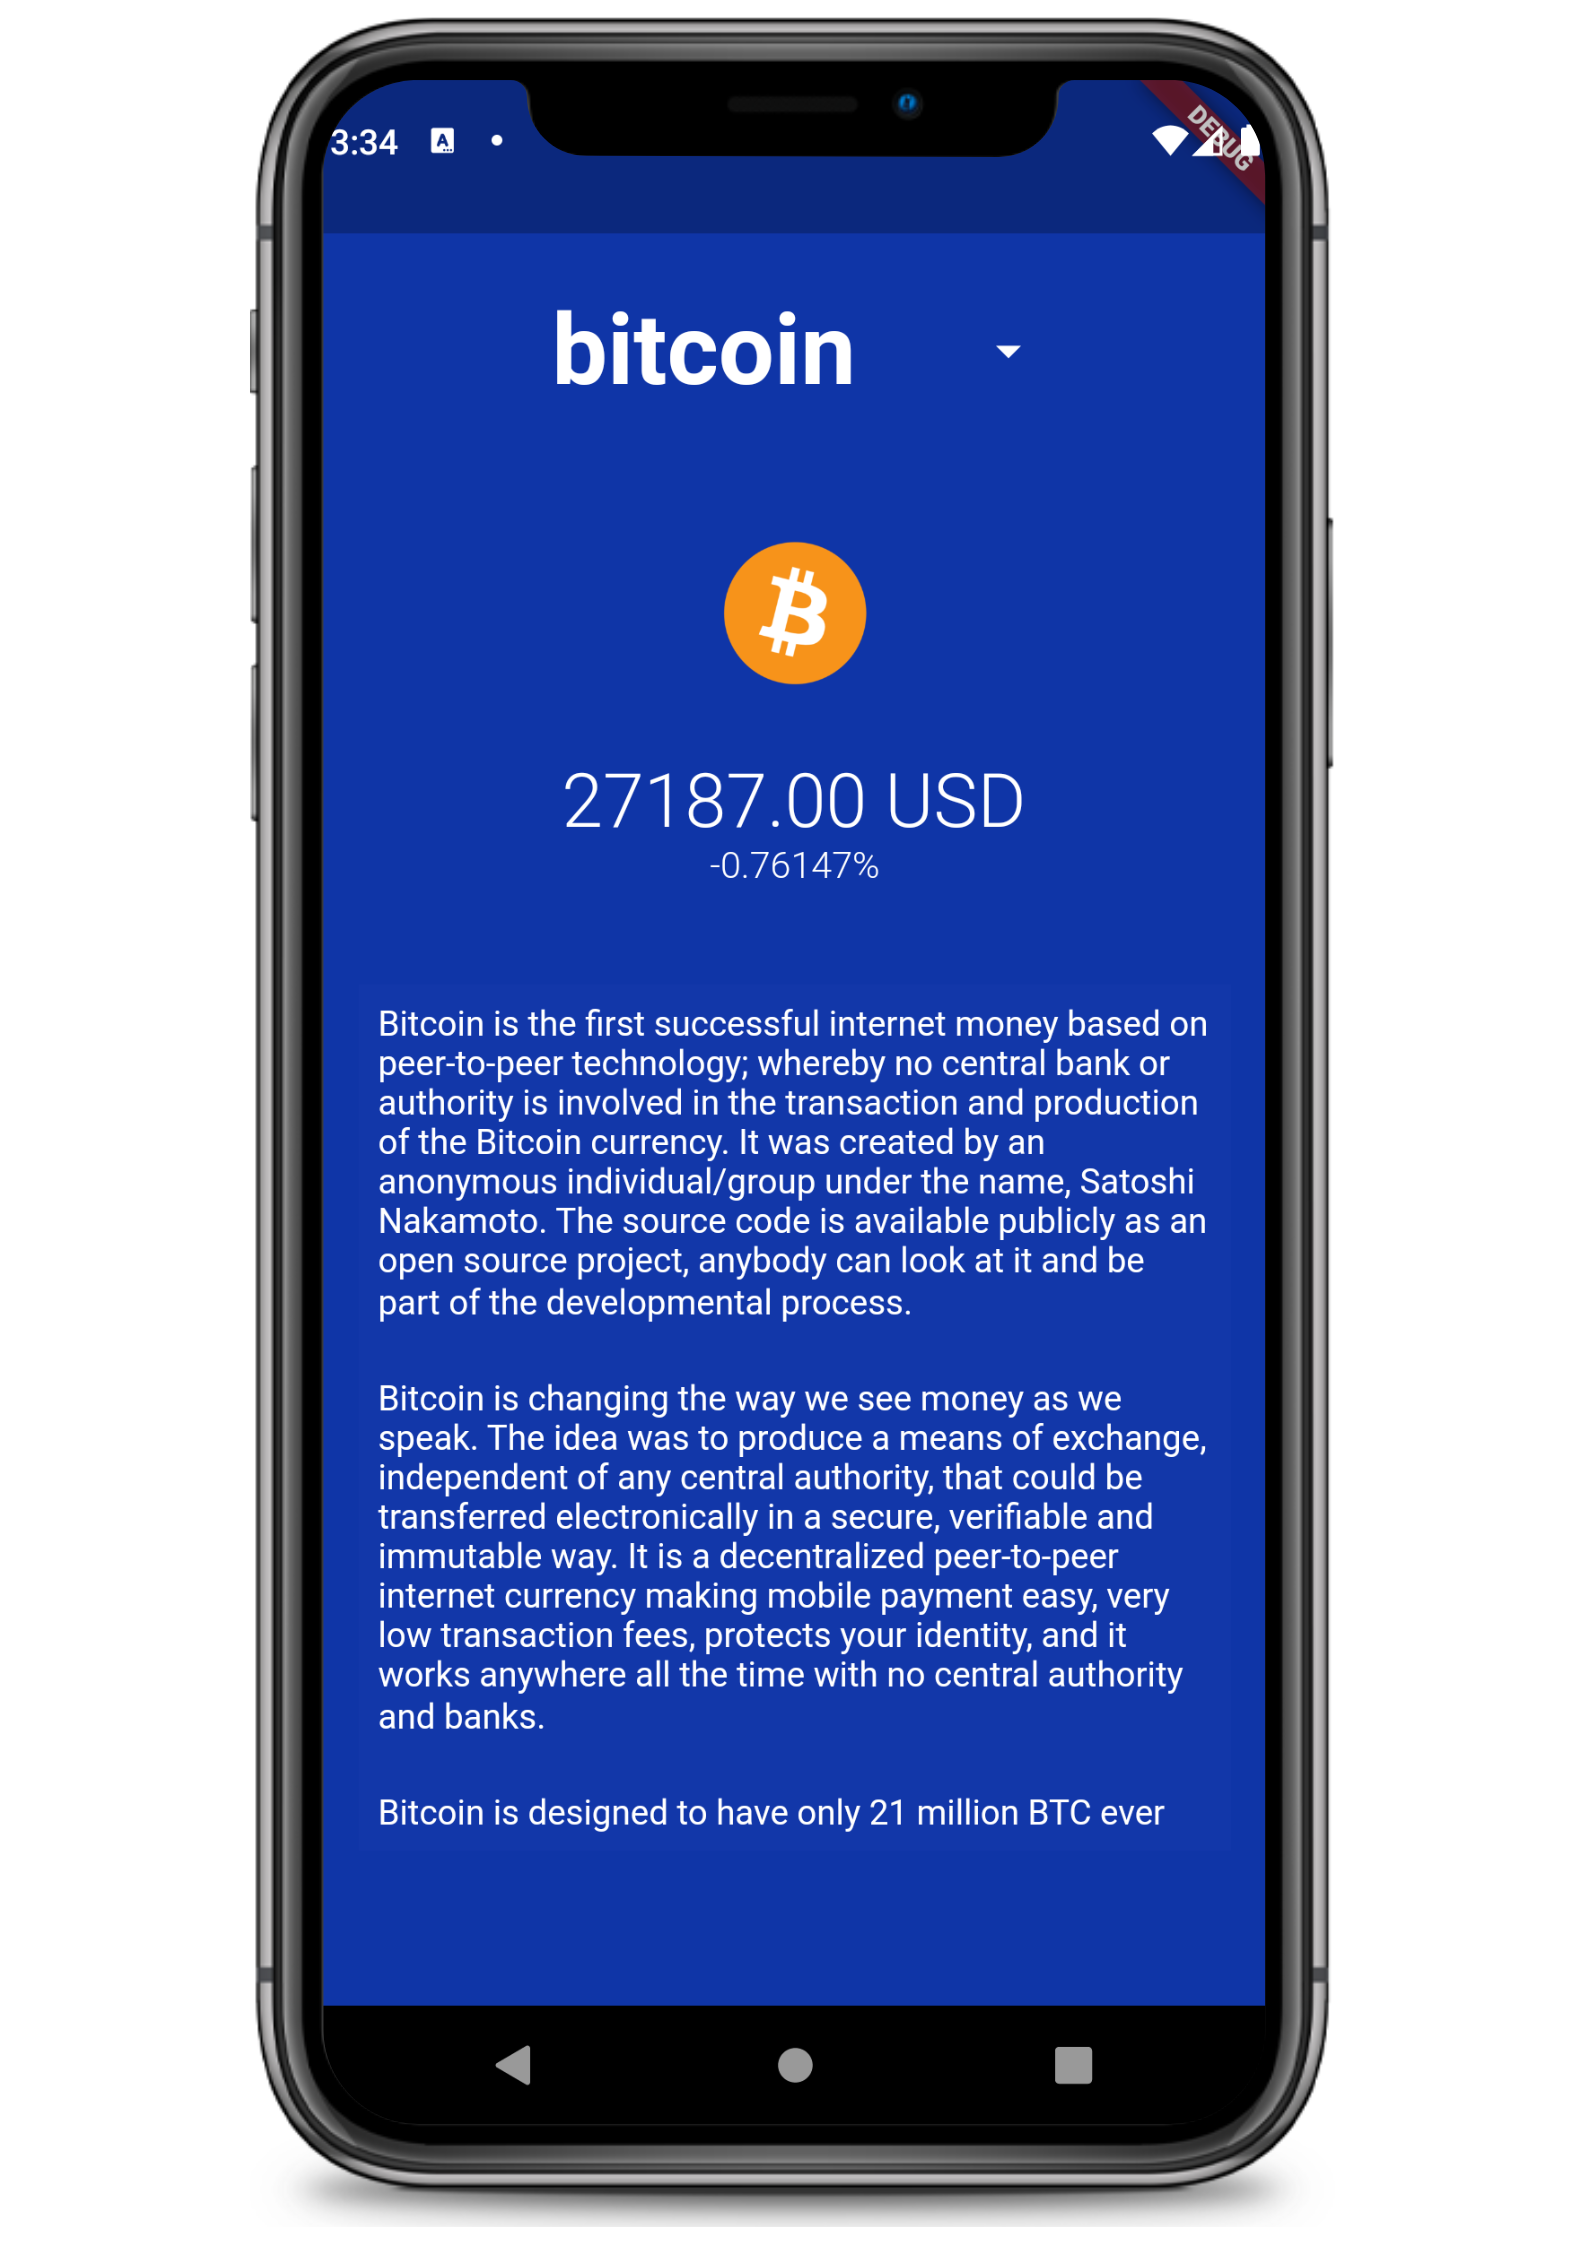 3:34
DEBUG
bitcoin
27187.00 USD
-0.76147%
Bitcoin is the first successful internet money based on
peer-to-peer technology; whereby no central bank or
authority is involved in the transaction and production
of the Bitcoin currency. It was created by an
anonymous individual/group under the name, Satoshi
Nakamoto. The source code is available publicly as an
open source project, anybody can look at it and be
part of the developmental process.
Bitcoin is changing the way we see money as we
speak. The idea was to produce a means of exchange,
independent of any central authority, that could be
transferred electronically in a secure, verifiable and
immutable way. It is a decentralized peer-to-peer
internet currency making mobile payment easy, very
low transaction fees, protects your identity, and it
works anywhere all the time with no central authority
and banks.
Bitcoin is designed to have only 21 million BTC ever